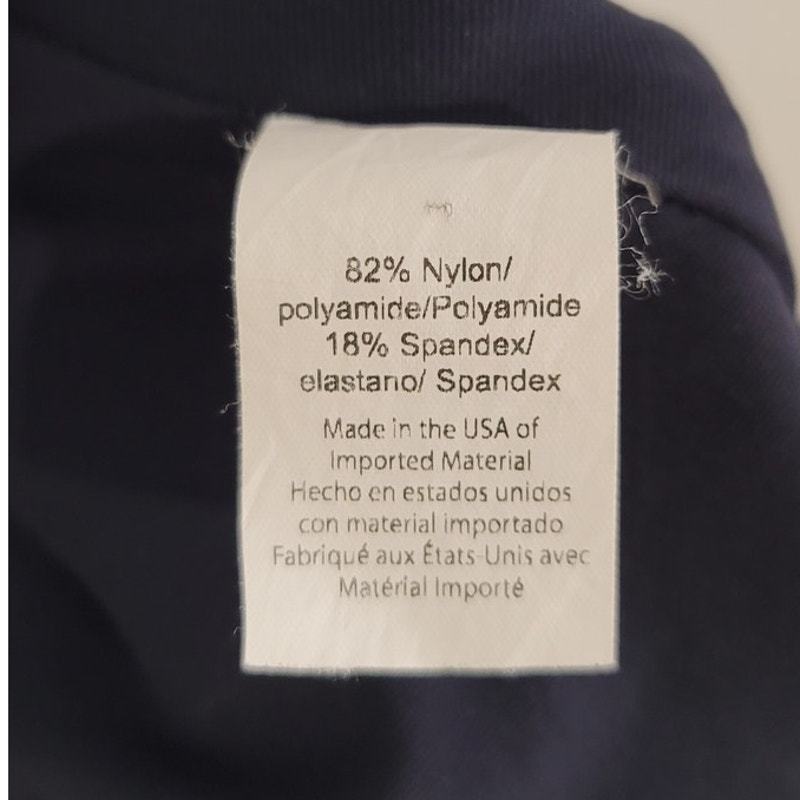 82% Nylon/
polyamide/Polyamide
18% Spandex/
elastano/ Spandex
Made in the USA of
Imported Material
Hecho en estados unidos
con material importado
Fabriqué aux États-Unis avec
Matérial Importé